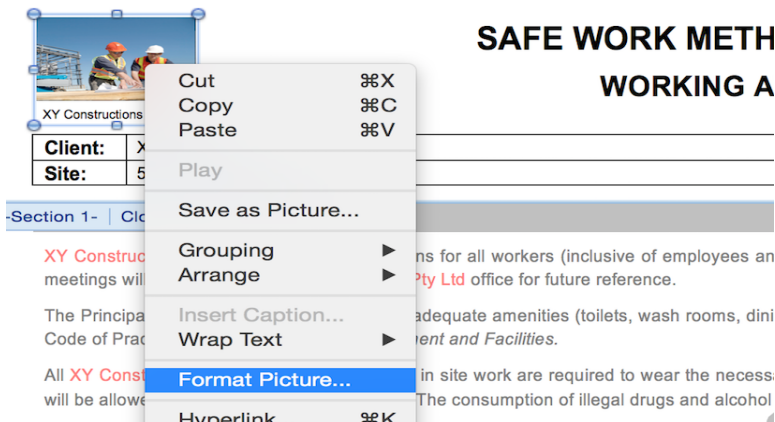 SAFE WORK METH
WORKING A
XY Constructions
Client: X
Site: 5
Cut ⌘X
Copy ⌘C
Paste ⌘V
Play
Save as Picture...
Grouping ▶
Arrange ▶
Insert Caption...
Wrap Text ▶
Format Picture...
Hyperlink ⌘K
-Section 1- Clo
XY Construc ns for all workers (inclusive of employees an
meetings will Pty Ltd office for future reference.
The Principa adequate amenities (toilets, wash rooms, dini
Code of Prac ent and Facilities.
All XY Const in site work are required to wear the necess
will be allowe The consumption of illegal drugs and alcohol